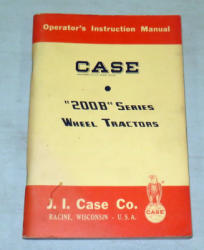 Operator's Instruction Manual
CASE
"200B" Series
Wheel Tractors
J. I. Case Co.
RACINE, WISCONSIN - U.S.A.
CASE